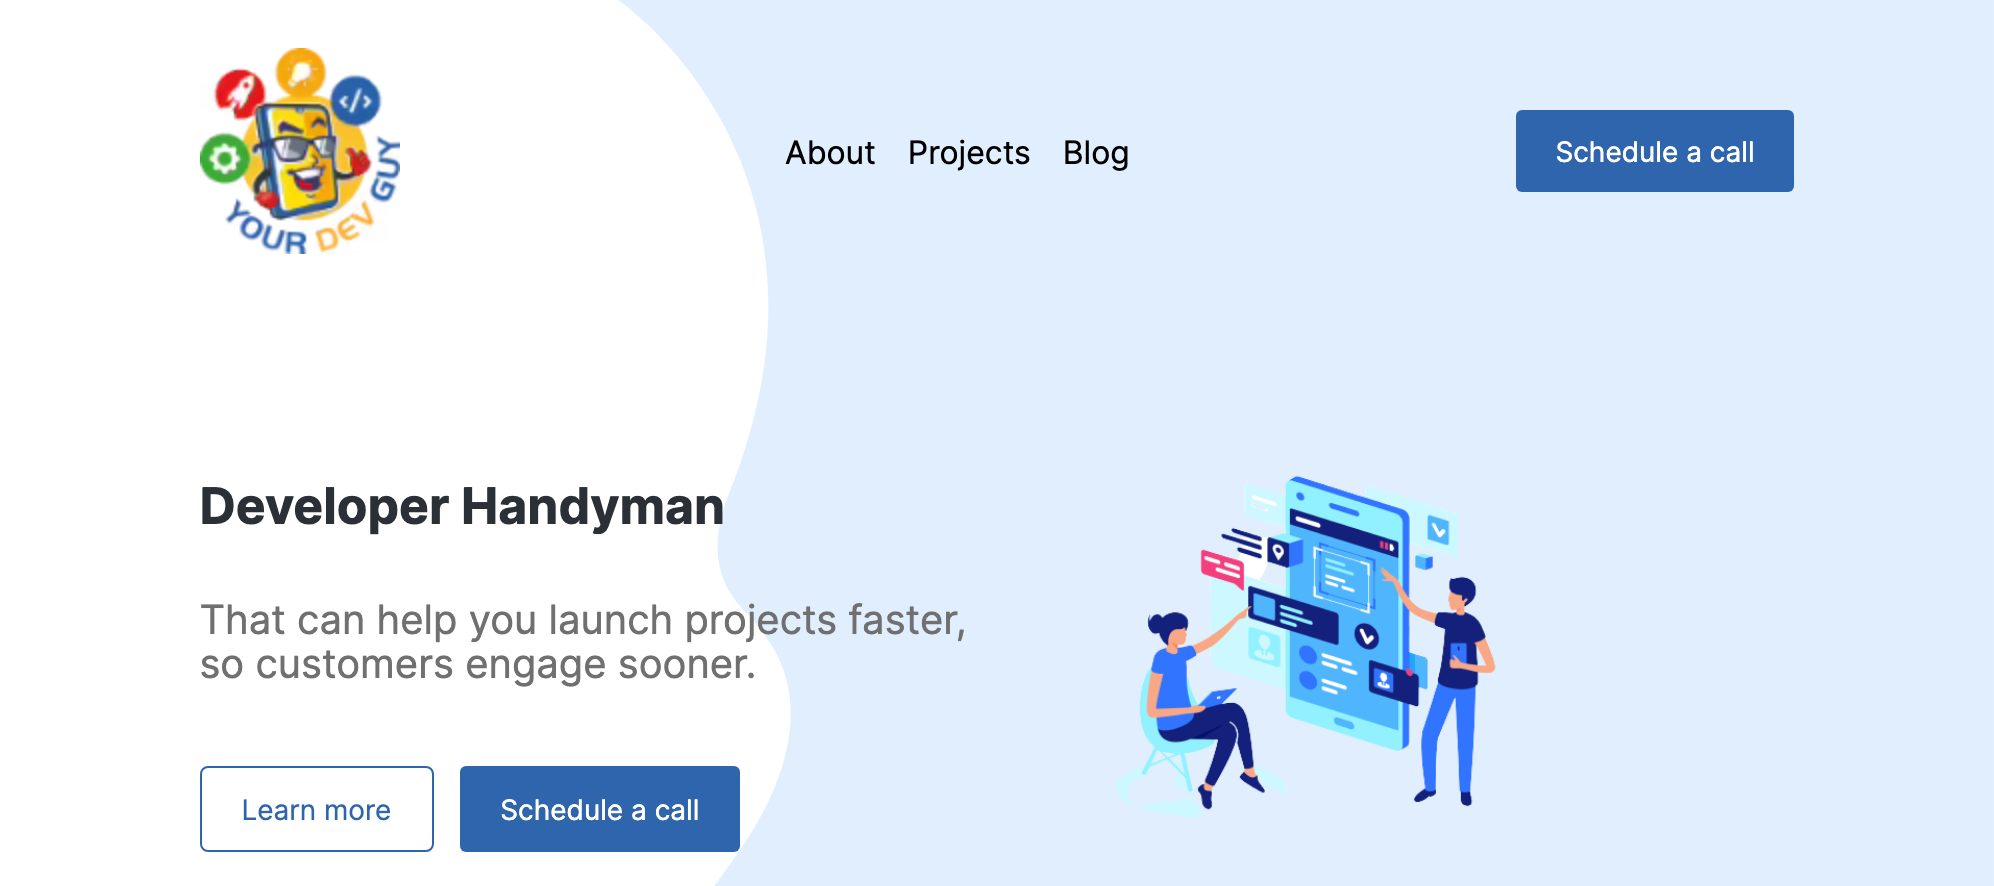 YOUR DEV GUY
About Projects Blog
Schedule a call
Developer Handyman
That can help you launch projects faster,
so customers engage sooner.
Learn more
Schedule a call